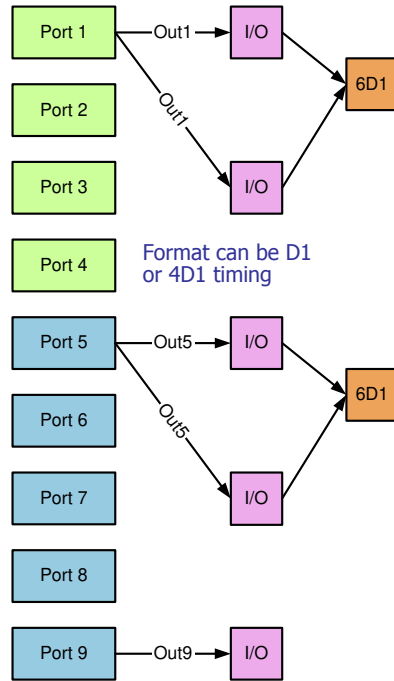 Port 1
Out1
I/O
6D1
Port 2
Out1
Port 3
I/O
Port 4
Format can be D1
or 4D1 timing
Port 5
Out5
I/O
6D1
Port 6
Out5
Port 7
I/O
Port 8
Port 9
Out9
I/O